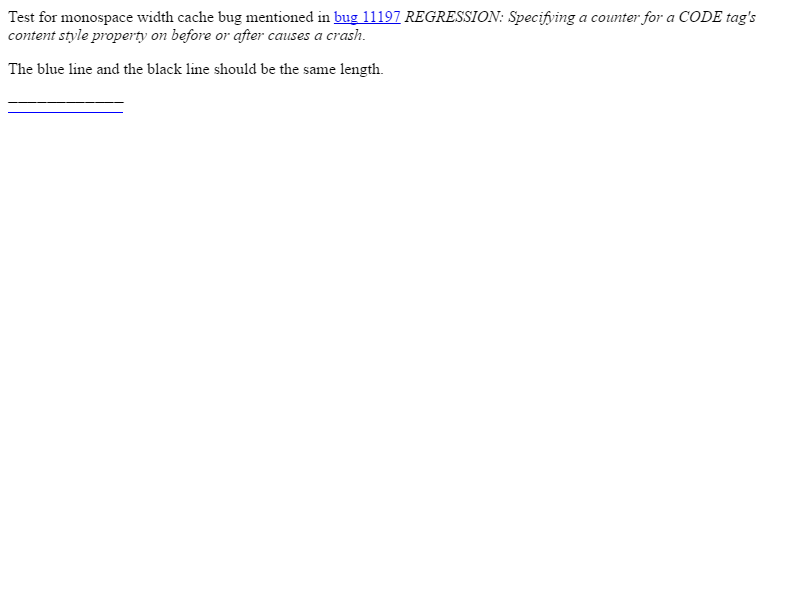 Test for monospace width cache bug mentioned in bug 11197 REGRESSION: Specifying a counter for a CODE tag's
content style property on before or after causes a crash.
The blue line and the black line should be the same length.
____________